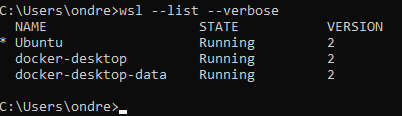 C:\Users\ondre>wsl --list --verbose
  NAME                   STATE           VERSION
* Ubuntu                 Running         2
  docker-desktop         Running         2
  docker-desktop-data    Running         2
C:\Users\ondre>